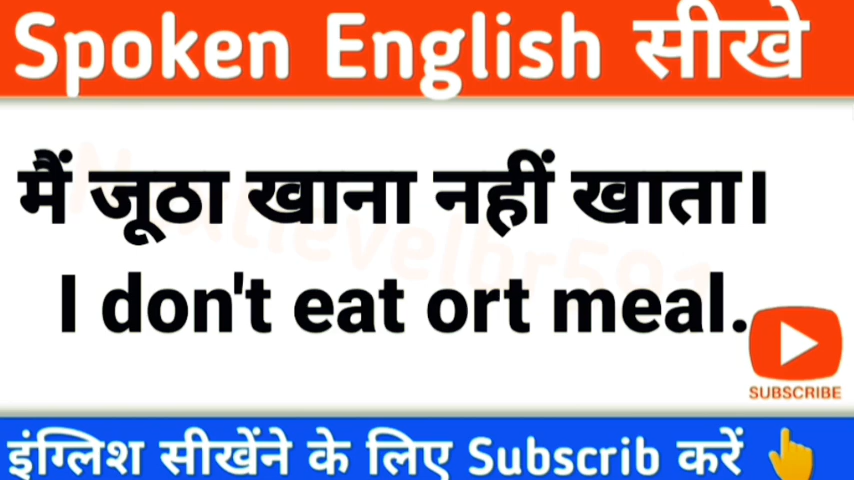 Spoken English सीखे
मैं जूठा खाना नहीं खाता।
I don't eat ort meal.
SUBSCRIBE
इंग्लिश सीखेंने के लिए Subscrib करें